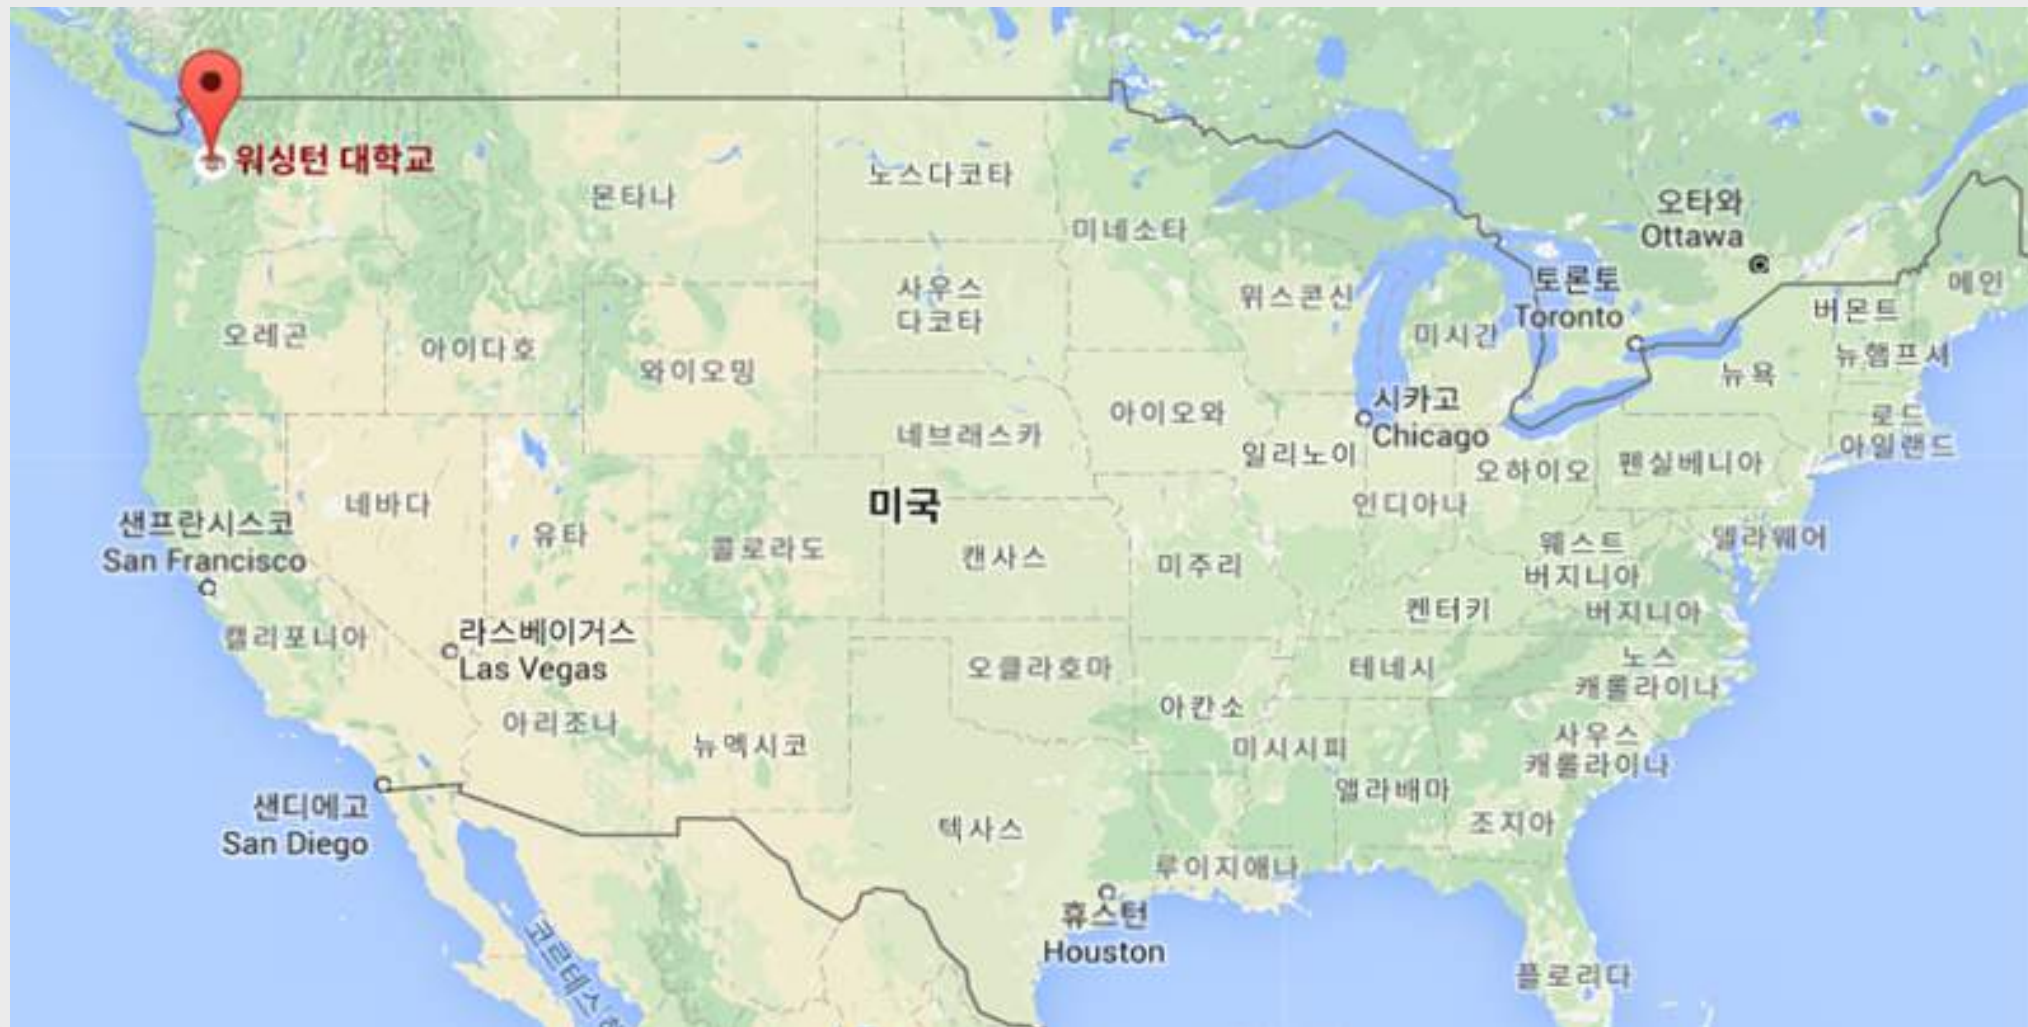 워싱턴 대학교
몬타나
노스다코타
미네소타
오타와
Ottawa
사우스
다코타
위스콘신
미시간
토론토
Toronto
버몬트
메인
뉴햄프셔
오레곤
아이다호
와이오밍
뉴욕
아이오와
시카고
Chicago
로드
아일랜드
네브래스카
일리노이
오하이오
펜실베니아
네바다
미국
인디아나
샌프란시스코
San Francisco
유타
콜로라도
캔사스
미주리
웨스트
버지니아
델라웨어
켄터키
버지니아
캘리포니아
라스베이거스
Las Vegas
오클라호마
테네시
노스
캐롤라이나
아리조나
뉴멕시코
아칸소
미시시피
사우스
캐롤라이나
앨라배마
샌디에고
San Diego
텍사스
조지아
루이지애나
휴스턴
Houston
코르테스
플로리다